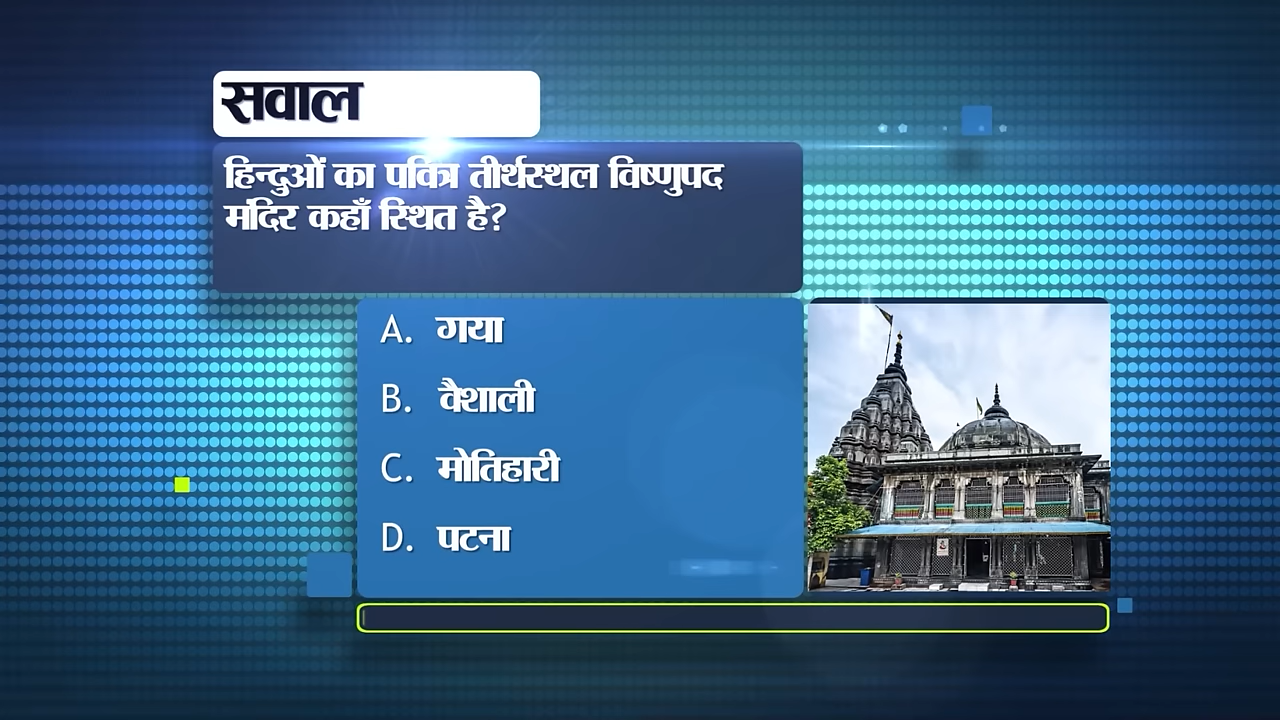 सवाल
हिन्दुओं का पवित्र तीर्थस्थल विष्णुपद
मंदिर कहाँ स्थित है?
A. गया
B. वैशाली
C. मोतिहारी
D. पटना